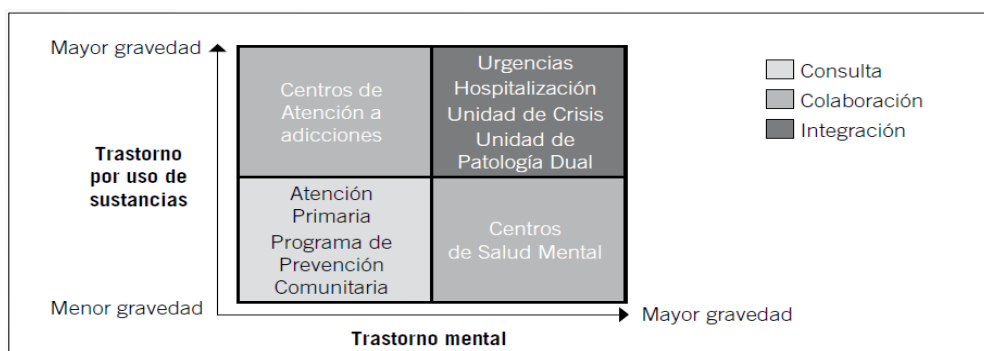 Mayor gravedad
Centros de
Atención a
adicciones
Urgencias
Hospitalización
Unidad de Crisis
Unidad de
Patología Dual
Consulta
Colaboración
Integración
Trastorno
por uso de
sustancias
Atención
Primaria
Programa de
Prevención
Comunitaria
Centros
de Salud Mental
Menor gravedad
Mayor gravedad
Trastorno mental